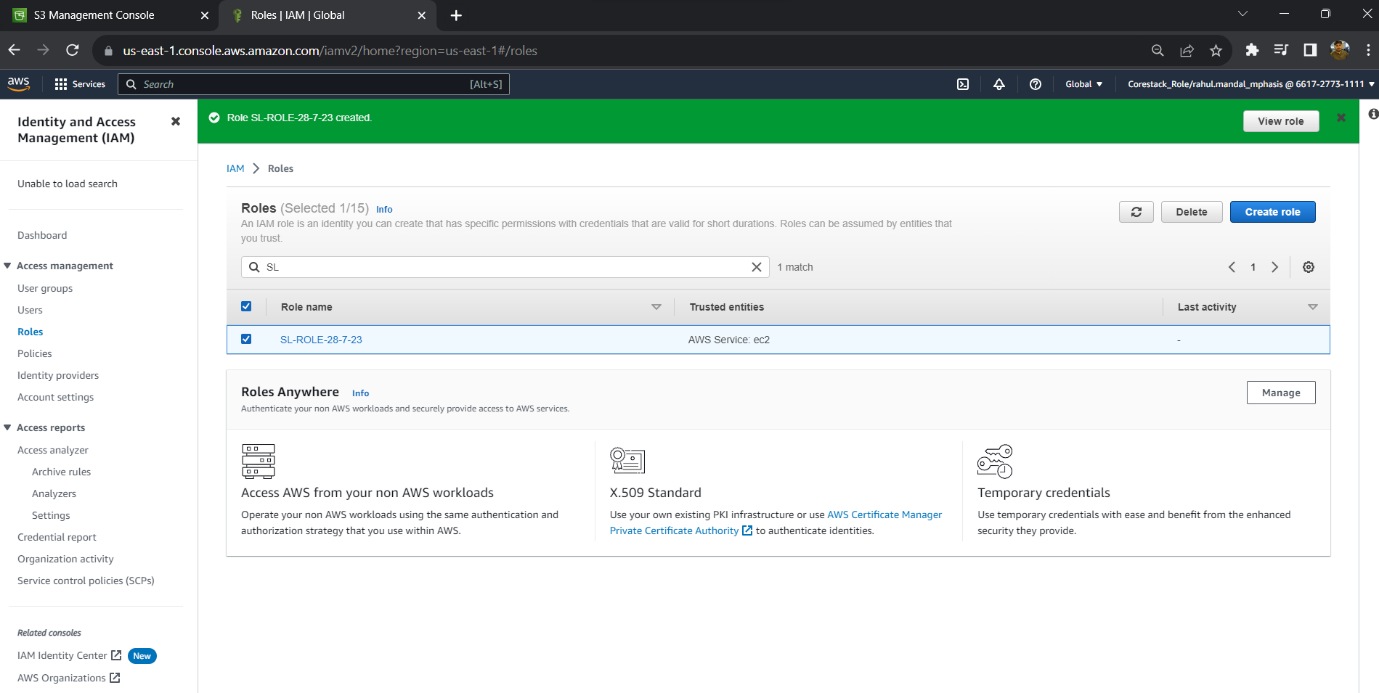 S3 Management Console
Roles | IAM | Global
us-east-1.console.aws.amazon.com/iamv2/home?region=us-east-1#/roles
aws
Services
Search
[Alt+S]
Global
Corestack_Role/rahul.mandal_mphasis @ 6617-2773-1111
Identity and Access
Management (IAM)
Unable to load search
Dashboard
Access management
User groups
Users
Roles
Policies
Identity providers
Account settings
Access reports
Access analyzer
Archive rules
Analyzers
Settings
Credential report
Organization activity
Service control policies (SCPs)
Related consoles
IAM Identity Center New
AWS Organizations
Role SL-ROLE-28-7-23 created.
View role
IAM > Roles
Roles (Selected 1/15) Info
An IAM role is an identity you can create that has specific permissions with credentials that are valid for short durations. Roles can be assumed by entities that
you trust.
Delete
Create role
SL
1 match
1
Role name
Trusted entities
Last activity
SL-ROLE-28-7-23
AWS Service: ec2
-
Roles Anywhere Info
Authenticate your non AWS workloads and securely provide access to AWS services.
Manage
Access AWS from your non AWS workloads
Operate your non AWS workloads using the same authentication and
authorization strategy that you use within AWS.
X.509 Standard
Use your own existing PKI infrastructure or use AWS Certificate Manager
Private Certificate Authority to authenticate identities.
Temporary credentials
Use temporary credentials with ease and benefit from the enhanced
security they provide.